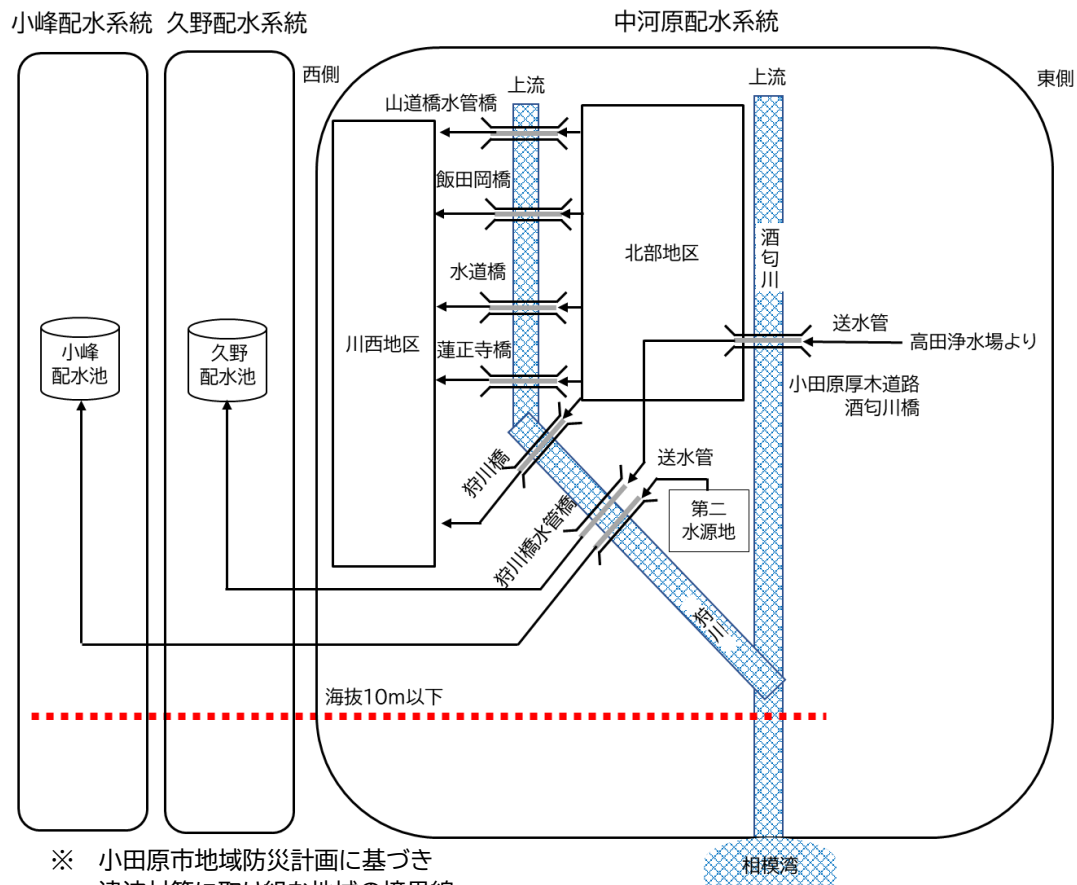 小峰配水系統
久野配水系統
中河原配水系統
西側
東側
上流
上流
山道橋水管橋
飯田岡橋
水道橋
蓮正寺橋
川西地区
北部地区
酒匂川
小峰
配水池
久野
配水池
送水管
高田浄水場より
小田原厚木道路
酒匂川橋
狩川橋
送水管
第二
水源地
狩川橋水管橋
狩川
海抜10m以下
相模湾
※ 小田原市地域防災計画に基づき